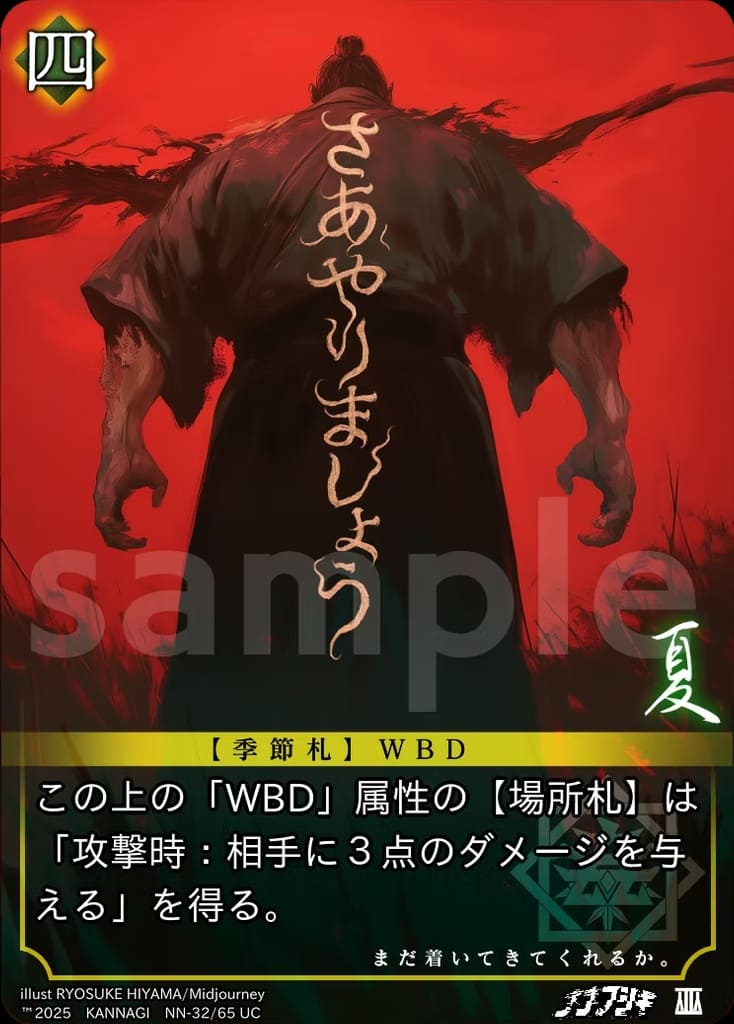 四
さあやりましょう
sample
夏
【季節札】WBD
この上の「WBD」属性の【場所札】は
「攻撃時：相手に３点のダメージを与
える」を得る。
まだ着いてきてくれるか。
illust RYOSUKE HIYAMA/Midjourney
™2025 KANNAGI NN-32/65 UC